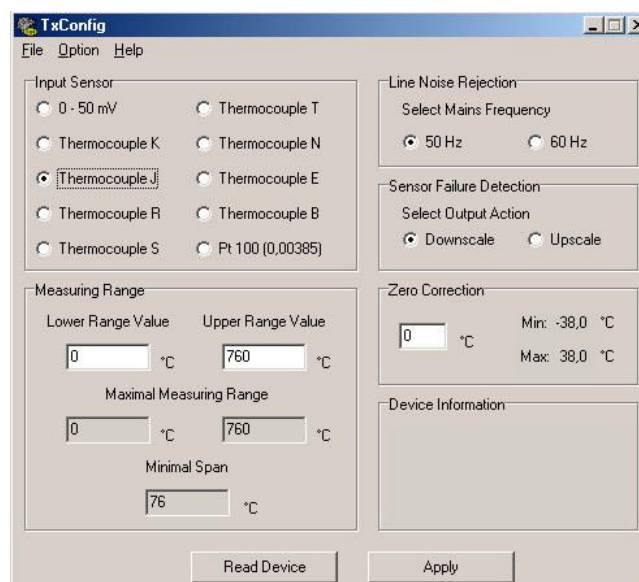 TxConfig
File Option Help
Input Sensor
0 - 50 mV
Thermocouple T
Thermocouple K
Thermocouple N
Thermocouple J
Thermocouple E
Thermocouple R
Thermocouple B
Thermocouple S
Pt 100 (0,00385)
Line Noise Rejection
Select Mains Frequency
50 Hz 60 Hz
Sensor Failure Detection
Select Output Action
Downscale Upscale
Measuring Range
Lower Range Value Upper Range Value
0 °C 760 °C
Maximal Measuring Range
0 °C 760 °C
Minimal Span
76 °C
Zero Correction
0 °C
Min: -38,0 °C
Max: 38,0 °C
Device Information
Read Device Apply